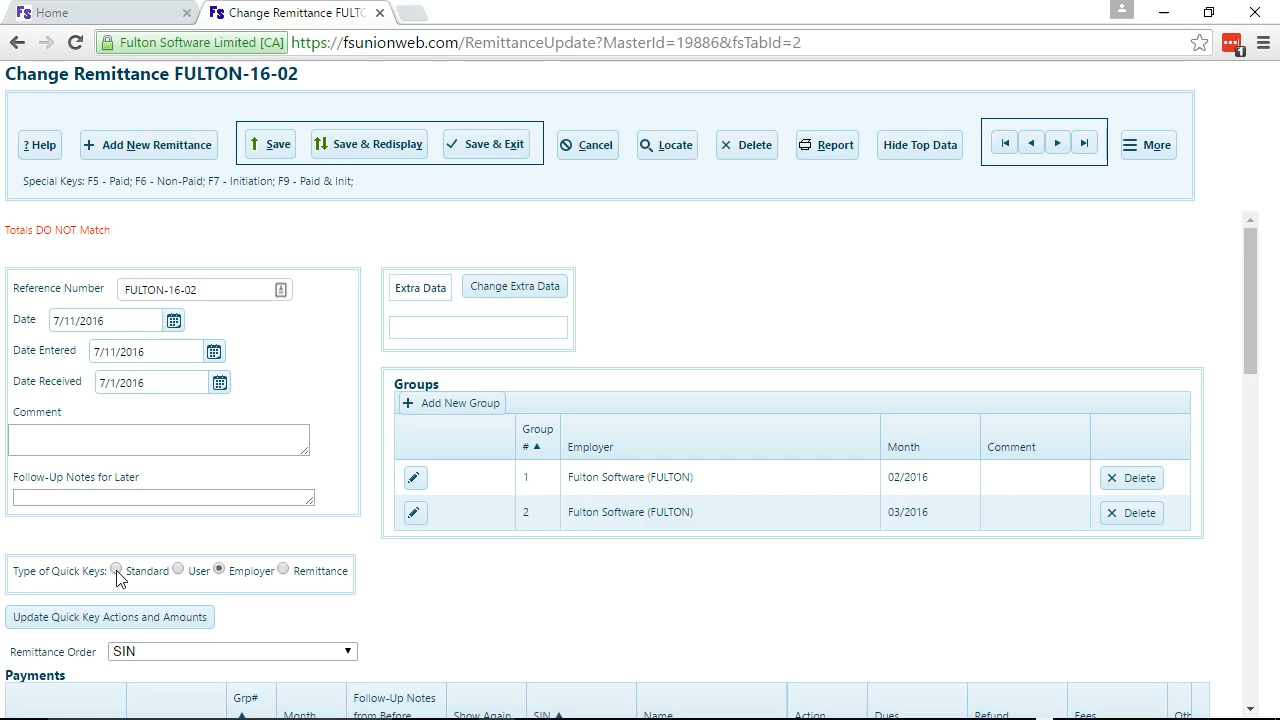 Fs Home × Fs Change Remittance FULTO ×
Fulton Software Limited [CA] https://fsunionweb.com/RemittanceUpdate?MasterId=19886&fsTabId=2
1
Change Remittance FULTON-16-02
? Help + Add New Remittance Save Save & Redisplay Save & Exit Cancel Locate Delete Report Hide Top Data More
Special Keys: F5 - Paid; F6 - Non-Paid; F7 - Initiation; F9 - Paid & Init;
Totals DO NOT Match
Reference Number FULTON-16-02
Date 7/11/2016
Date Entered 7/11/2016
Date Received 7/1/2016
Comment
Follow-Up Notes for Later
Extra Data Change Extra Data
Groups
+ Add New Group
Group # Employer Month Comment
1 Fulton Software (FULTON) 02/2016 Delete
2 Fulton Software (FULTON) 03/2016 Delete
Type of Quick Keys: Standard User Employer Remittance
Update Quick Key Actions and Amounts
Remittance Order SIN
Payments
Grp# Month Follow-Up Notes from Before Show Again SIN Name Action Dues Refund Fees Oth